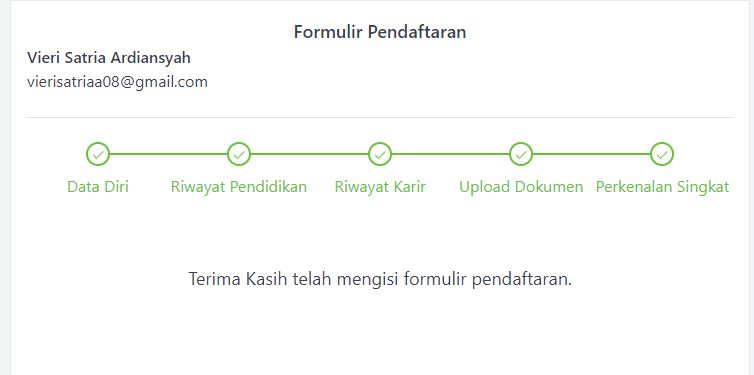 Formulir Pendaftaran
Vieri Satria Ardiansyah
vierisatriaa08@gmail.com
Data Diri Riwayat Pendidikan Riwayat Karir Upload Dokumen Perkenalan Singkat
Terima Kasih telah mengisi formulir pendaftaran.